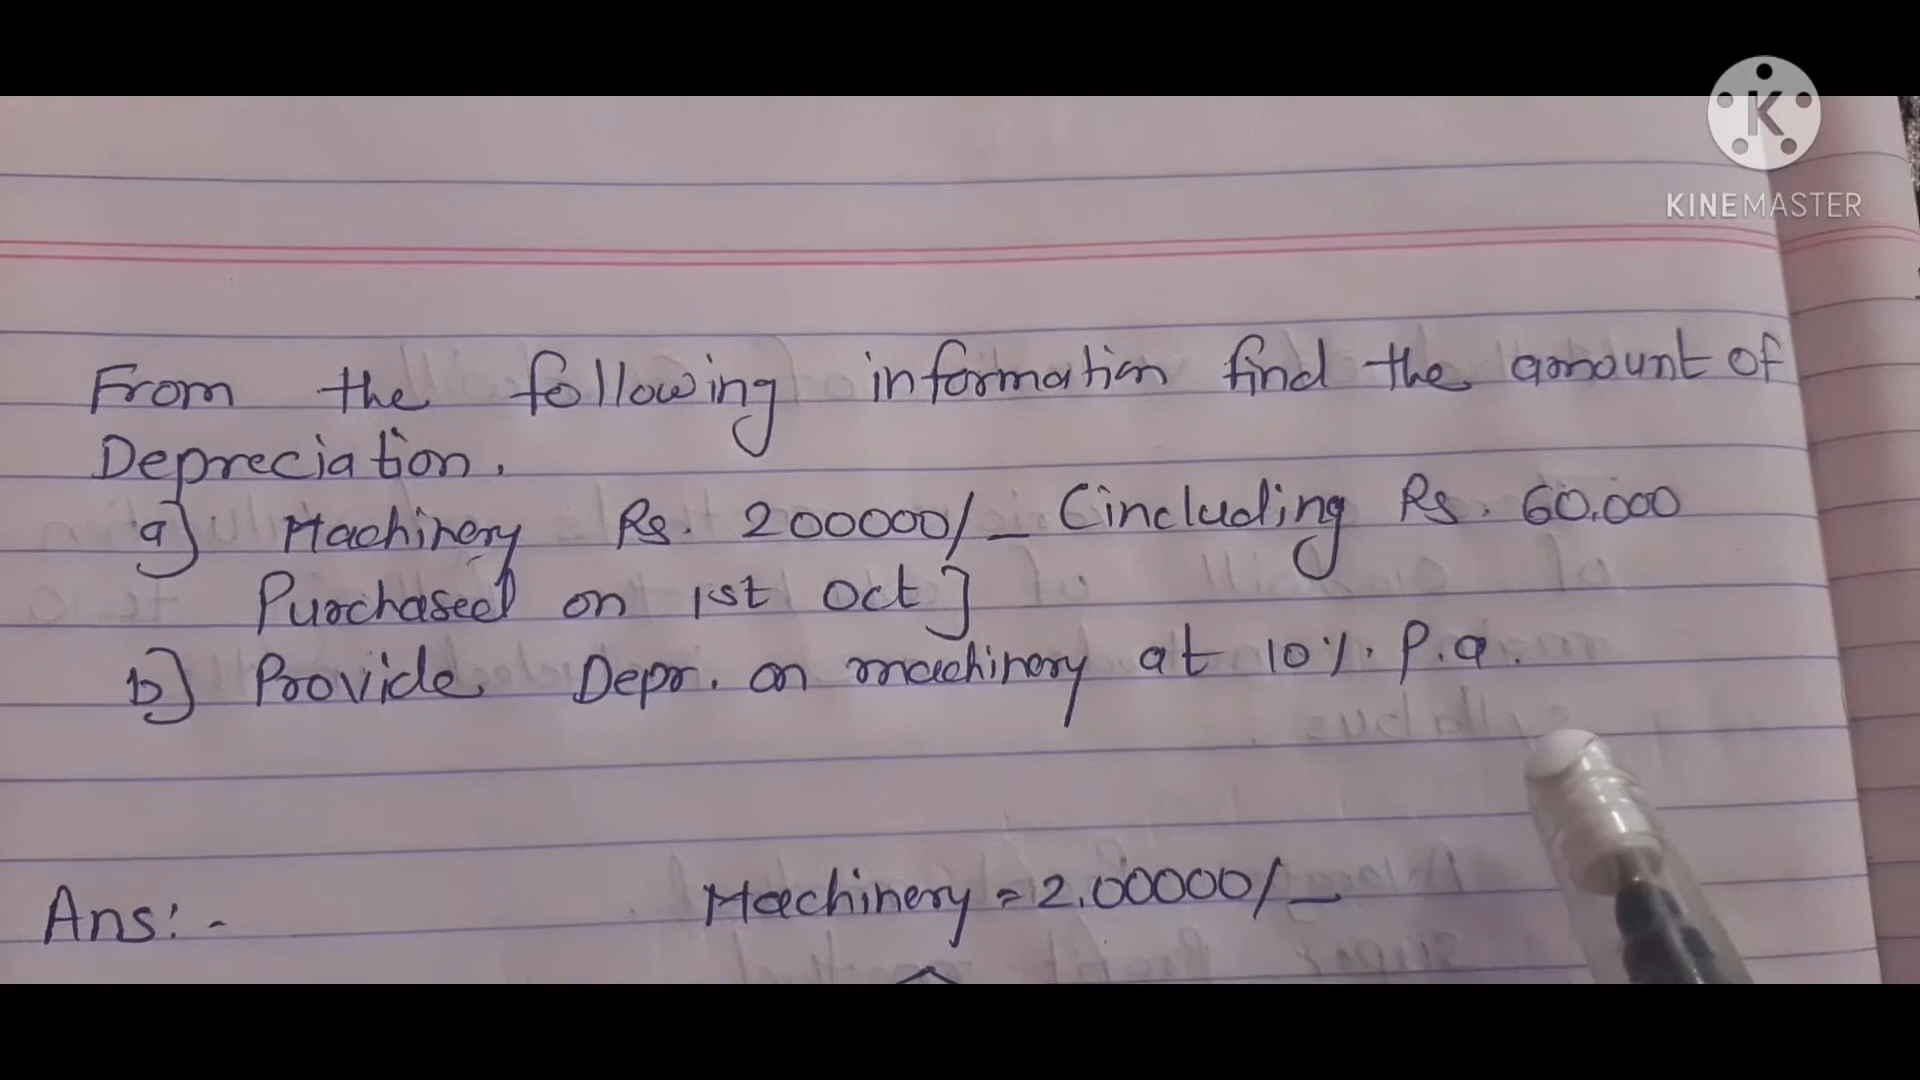 K
KINEMASTER
From the following information find the amount of
Depreciation.
a] Machinery Rs. 200000/_ (including Rs. 60.000
Purchased on 1st Oct]
b] Provide Depr. on machinery at 10%. P.a.
Ans:- Machinery = 2.00000/_